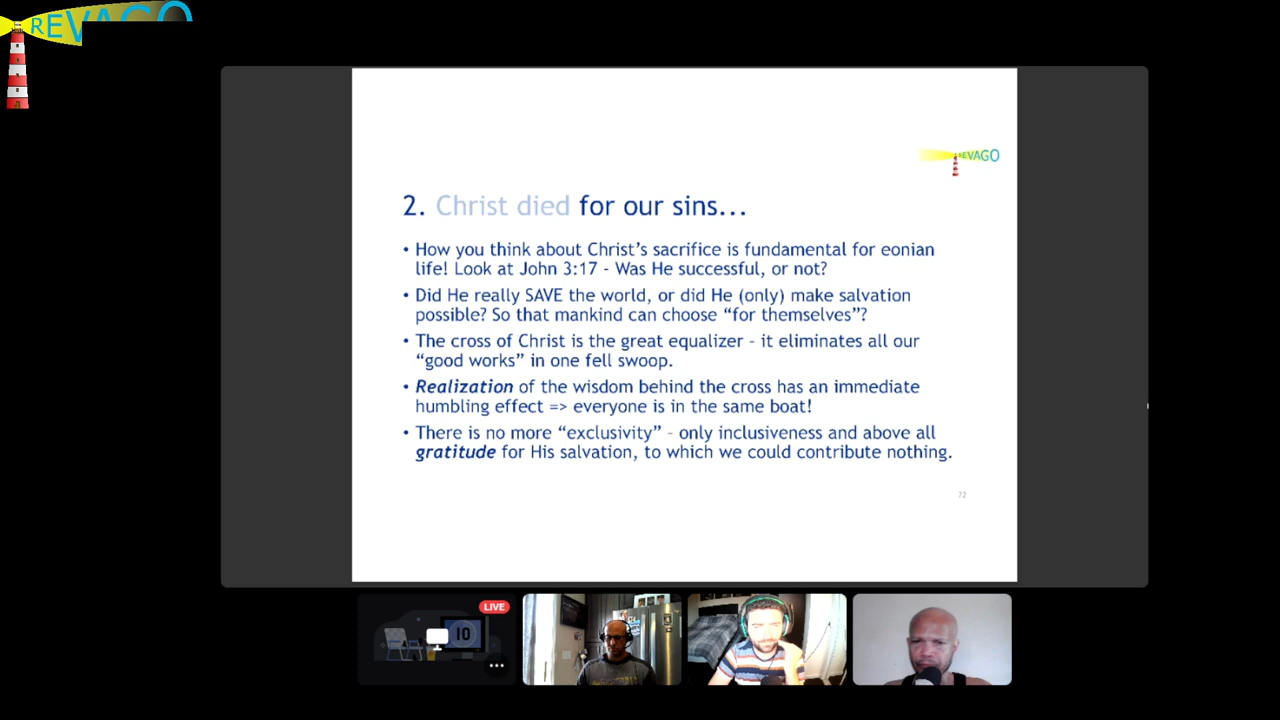 REVAGO
REVAGO
2. Christ died for our sins...
• How you think about Christ's sacrifice is fundamental for eonian
life! Look at John 3:17 - Was He successful, or not?
• Did He really SAVE the world, or did He (only) make salvation
possible? So that mankind can choose “for themselves”?
• The cross of Christ is the great equalizer - it eliminates all our
“good works” in one fell swoop.
• Realization of the wisdom behind the cross has an immediate
humbling effect => everyone is in the same boat!
• There is no more “exclusivity” - only inclusiveness and above all
gratitude for His salvation, to which we could contribute nothing.
72
LIVE
10